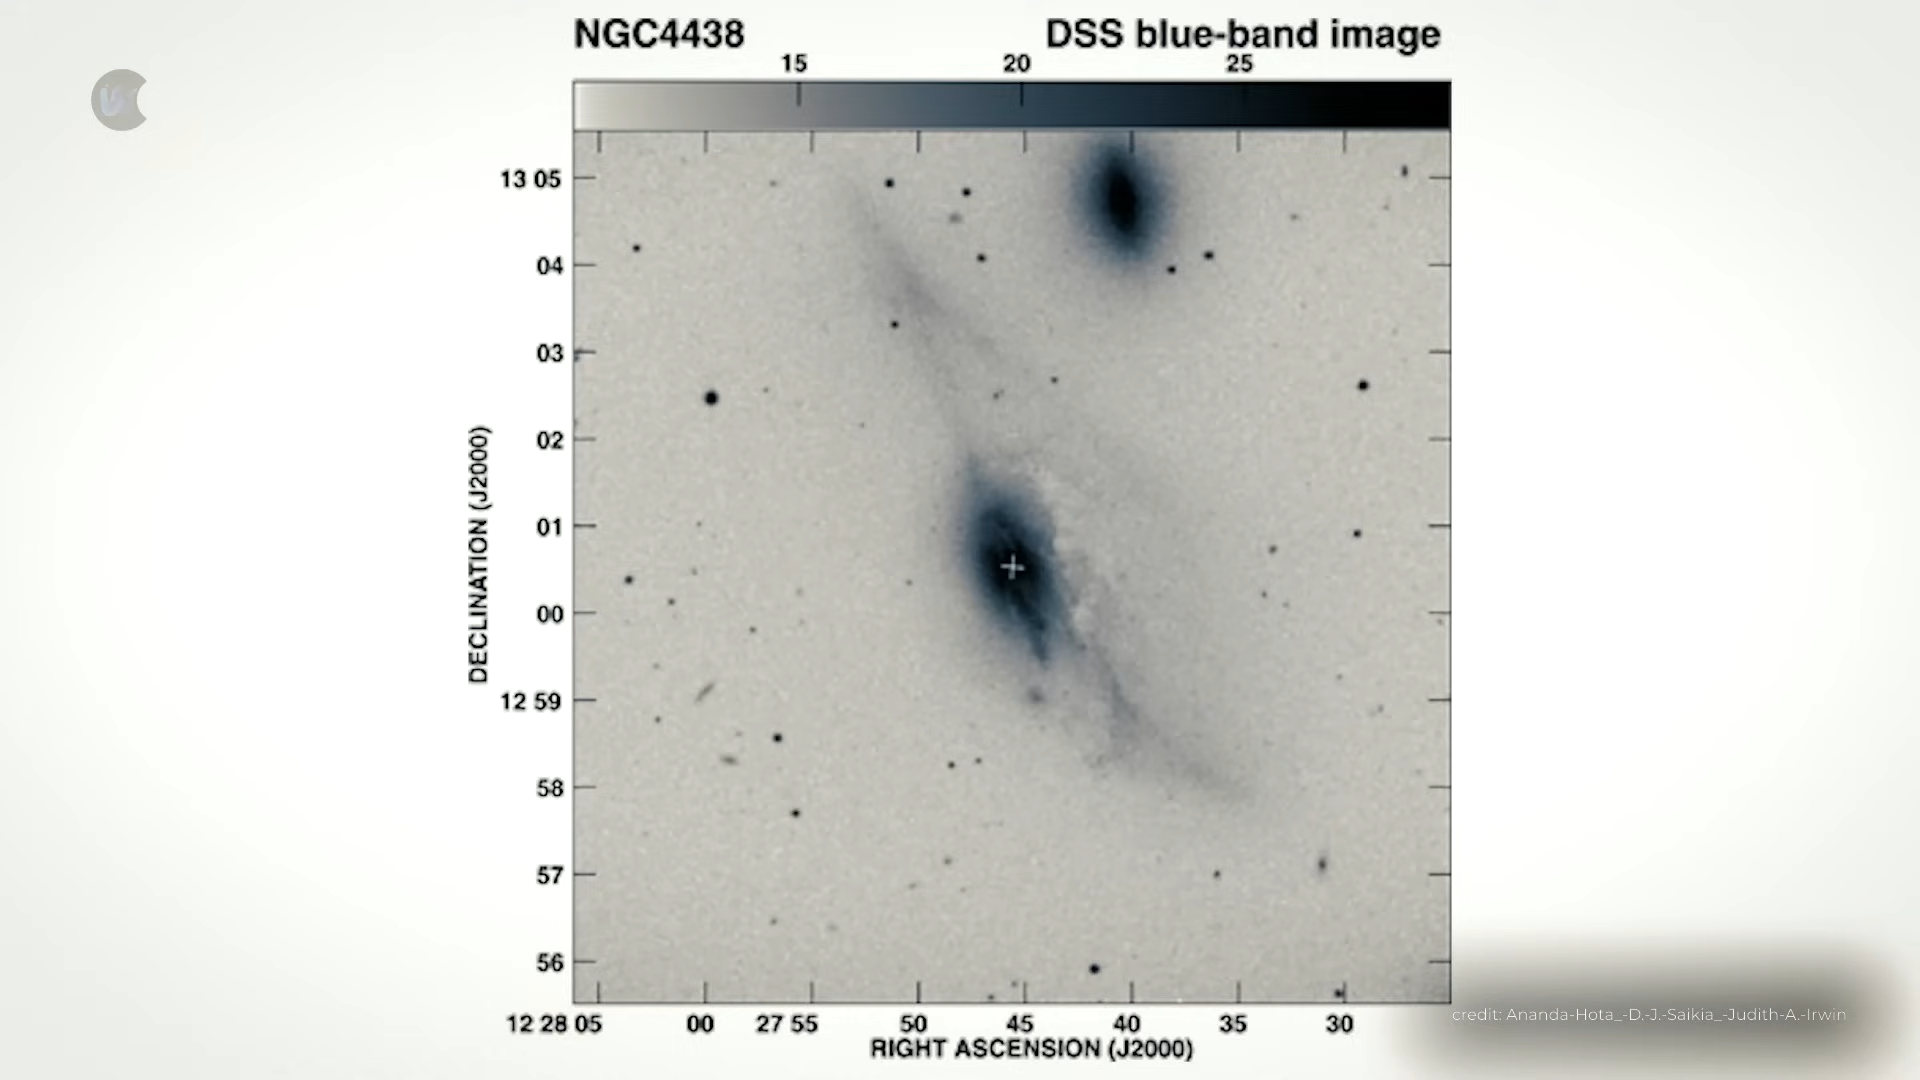 NGC4438 DSS blue-band image
15 20 25
13 05
04
03
02
01
00
12 59
58
57
56
DECLINATION (J2000)
12 28 05 00 27 55 50 45 40 35 30
RIGHT ASCENSION (J2000)
credit: Ananda-Hota_-D.-J.-Saikia_-Judith-A.-Irwin